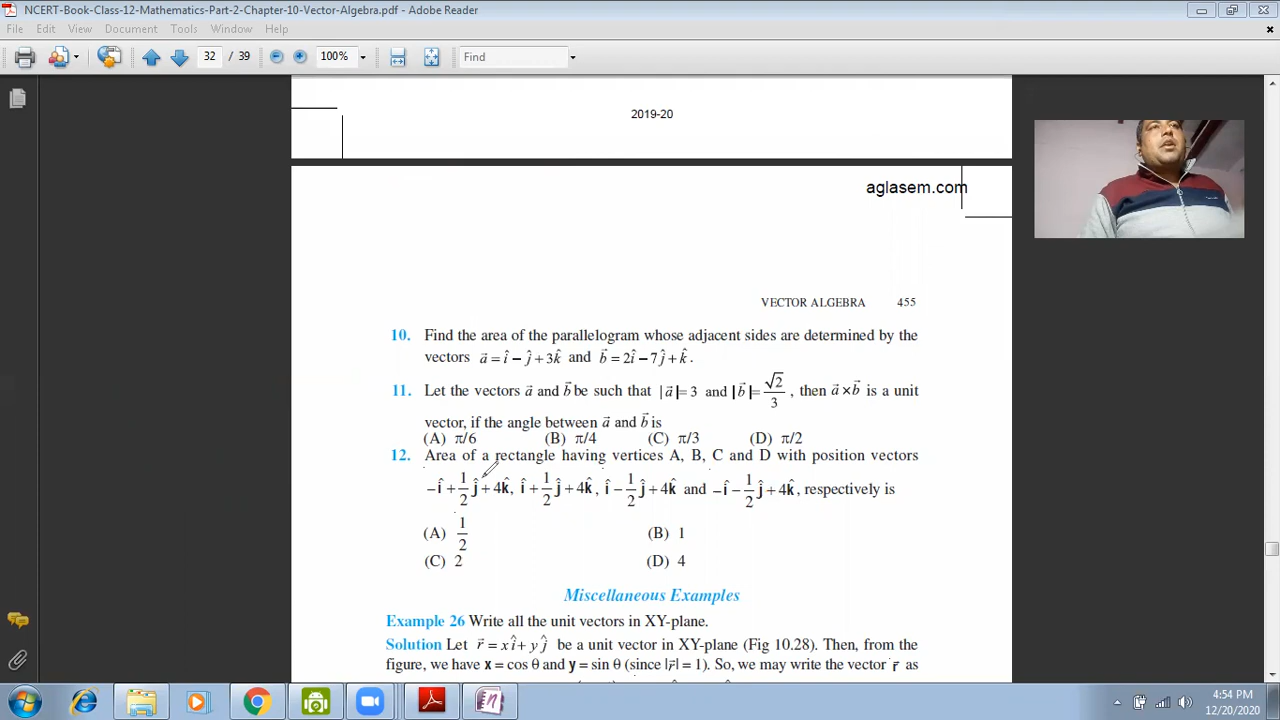 NCERT-Book-Class-12-Mathematics-Part-2-Chapter-10-Vector-Algebra.pdf - Adobe Reader
File Edit View Document Tools Window Help
32 / 39 100% Find
2019-20
aglasem.com
VECTOR ALGEBRA 455
10. Find the area of the parallelogram whose adjacent sides are determined by the
vectors a⃗ = î − ĵ + 3k̂ and b⃗ = 2î − 7ĵ + k̂ .
11. Let the vectors a⃗ and b⃗ be such that |a⃗| = 3 and |b⃗| = √2/3 , then a⃗ × b⃗ is a unit
vector, if the angle between a⃗ and b⃗ is
(A) π/6 (B) π/4 (C) π/3 (D) π/2
12. Area of a rectangle having vertices A, B, C and D with position vectors
−î + 1/2 ĵ + 4k̂, î + 1/2 ĵ + 4k̂ , î − 1/2 ĵ + 4k̂ and −î − 1/2 ĵ + 4k̂ , respectively is
(A) 1/2 (B) 1
(C) 2 (D) 4
Miscellaneous Examples
Example 26 Write all the unit vectors in XY-plane.
Solution Let r⃗ = x î + y ĵ be a unit vector in XY-plane (Fig 10.28). Then, from the
figure, we have x = cos θ and y = sin θ (since |r⃗| = 1). So, we may write the vector r⃗ as
4:54 PM
12/20/2020